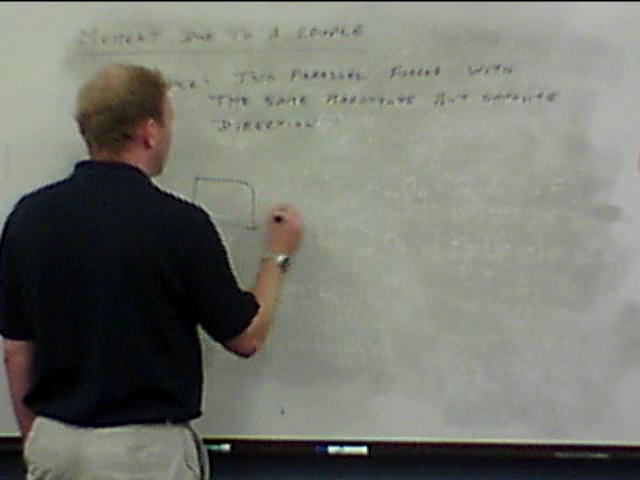 MOMENT DUE TO A COUPLE
TWO PARALLEL FORCES WITH
THE SAME MAGNITUDE BUT OPPOSITE
DIRECTION